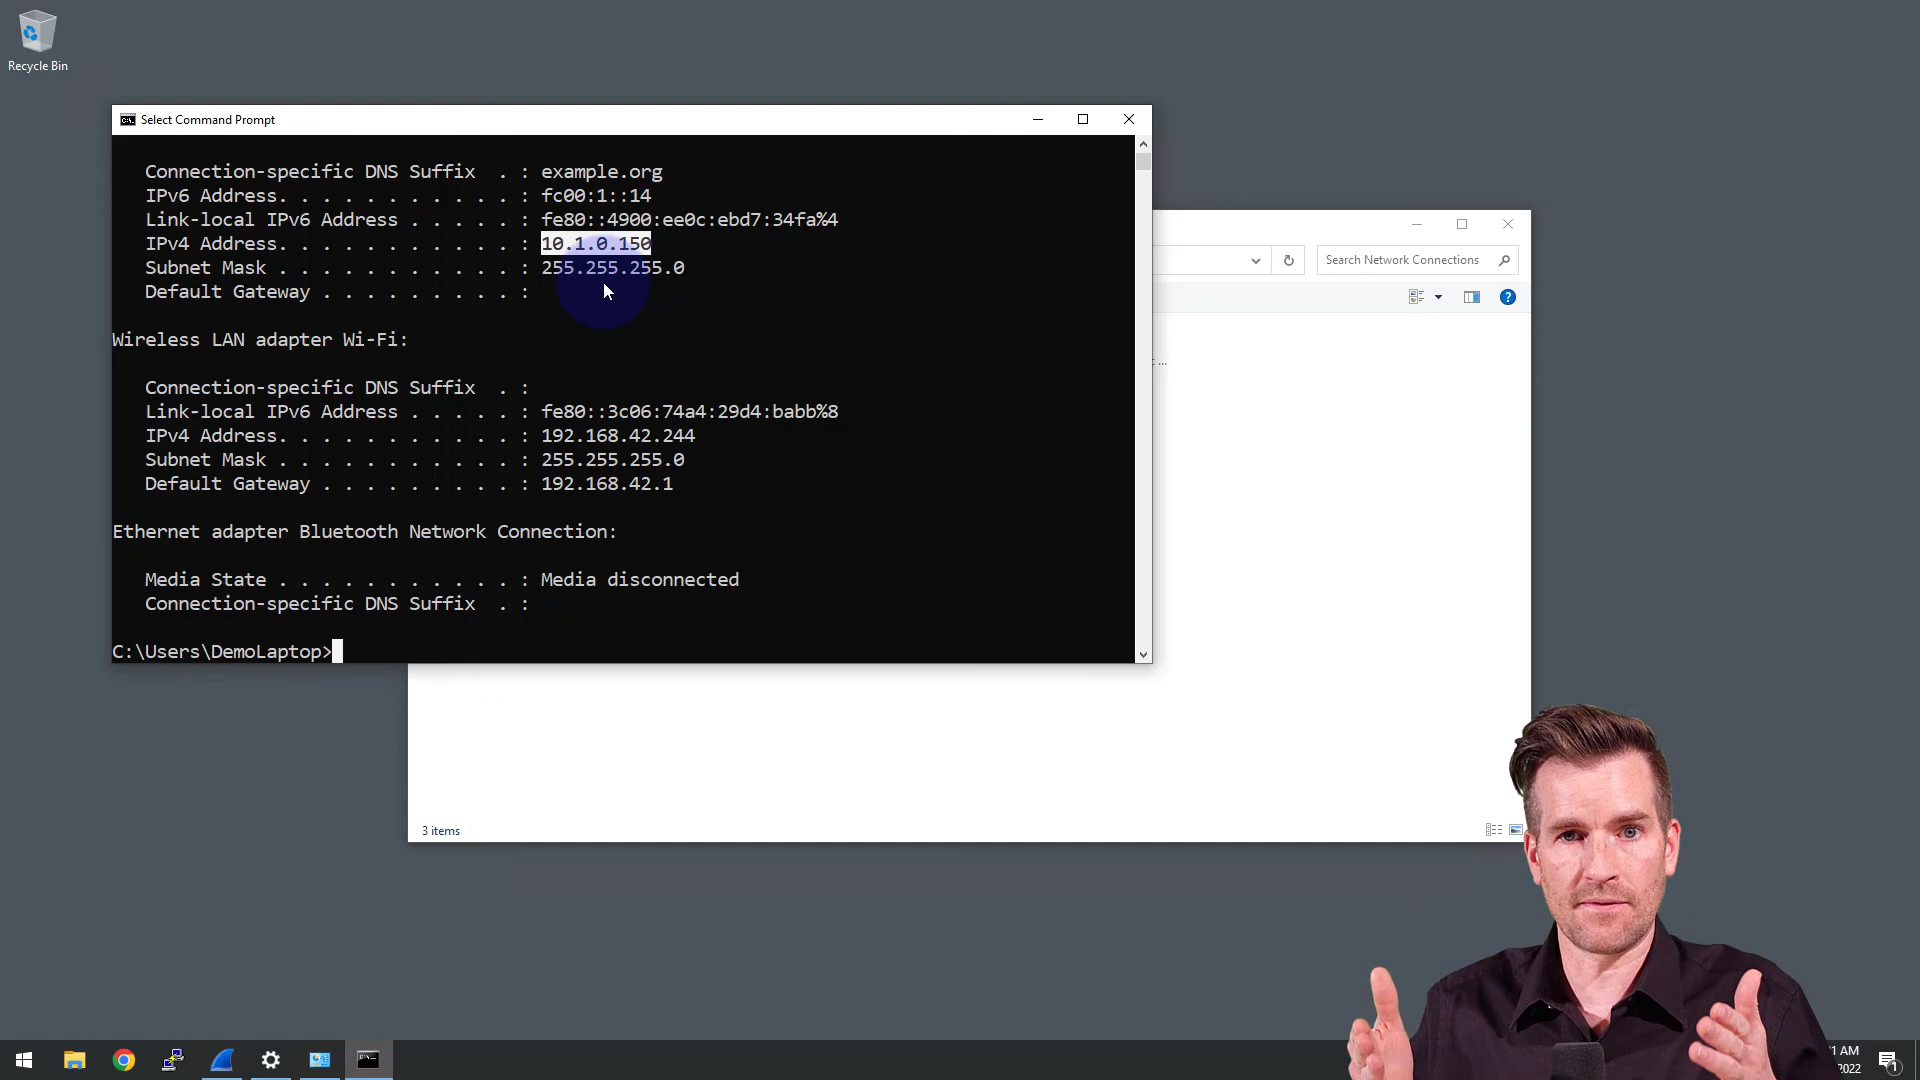 Recycle Bin
Select Command Prompt
Connection-specific DNS Suffix . : example.org
IPv6 Address. . . . . . . . . . . : fc00:1::14
Link-local IPv6 Address . . . . . : fe80::4900:ee0c:ebd7:34fa%4
IPv4 Address. . . . . . . . . . . : 10.1.0.150
Subnet Mask . . . . . . . . . . . : 255.255.255.0
Default Gateway . . . . . . . . . :
Wireless LAN adapter Wi-Fi:
Connection-specific DNS Suffix . :
Link-local IPv6 Address . . . . . : fe80::3c06:74a4:29d4:babb%8
IPv4 Address. . . . . . . . . . . : 192.168.42.244
Subnet Mask . . . . . . . . . . . : 255.255.255.0
Default Gateway . . . . . . . . . : 192.168.42.1
Ethernet adapter Bluetooth Network Connection:
Media State . . . . . . . . . . . : Media disconnected
Connection-specific DNS Suffix . :
C:\Users\DemoLaptop>
Search Network Connections
...
3 items
1 AM
2022
1